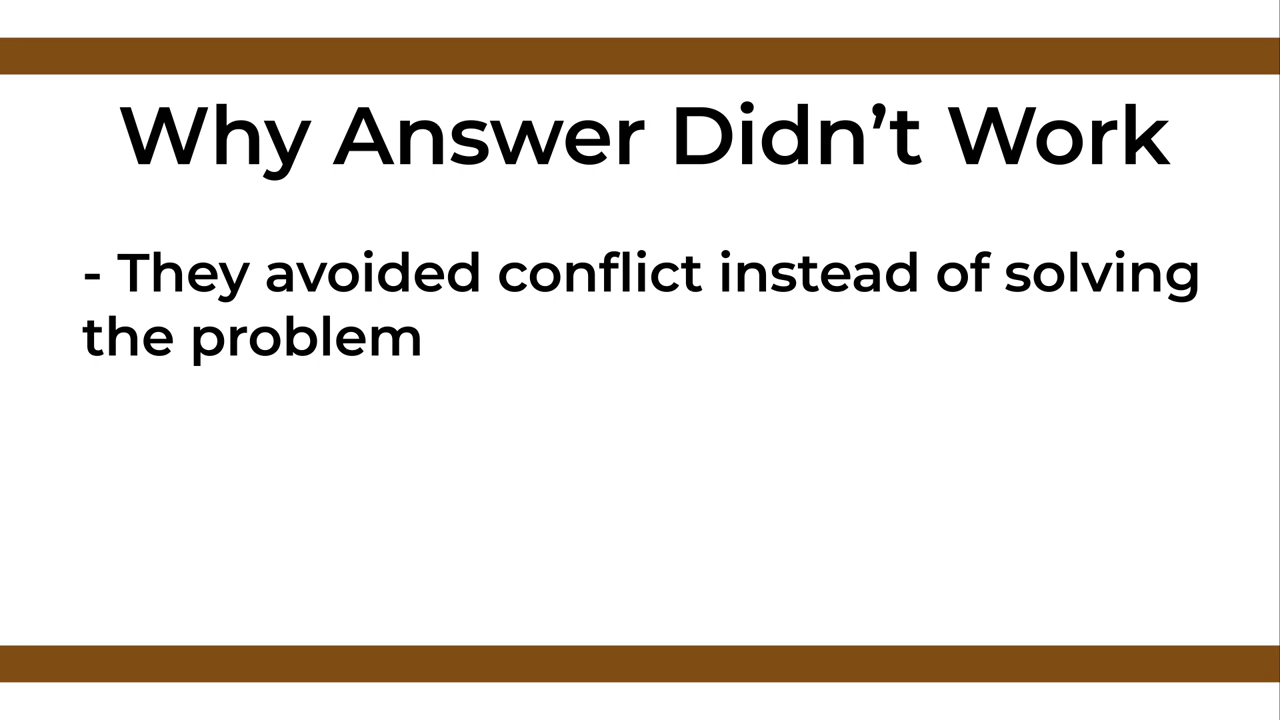 Why Answer Didn’t Work
- They avoided conflict instead of solving
the problem